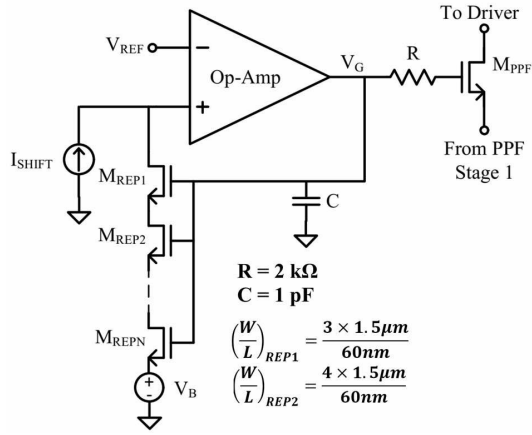 To Driver
V_REF
−
Op-Amp
+
V_G
R
M_PPF
From PPF
Stage 1
I_SHIFT
M_REP1
M_REP2
C
R = 2 kΩ
C = 1 pF
M_REPN
(W/L)_REP1 = 3 × 1.5μm / 60nm
(W/L)_REP2 = 4 × 1.5μm / 60nm
+
-
V_B